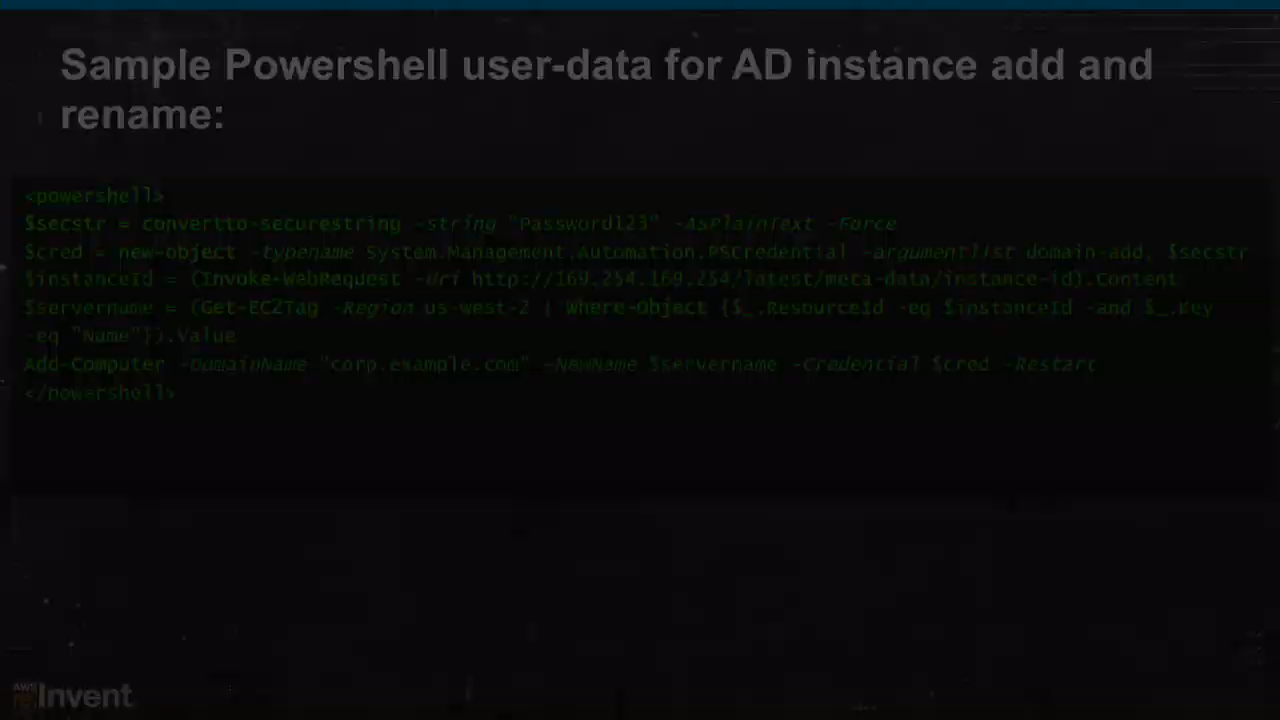 Sample Powershell user-data for AD instance add and
rename:
<powershell>
$secstr = convertto-securestring -string "Password123" -AsPlainText -Force
$cred = new-object -typename System.Management.Automation.PSCredential -argumentlist domain-add, $secstr
$instanceId = (Invoke-WebRequest -Uri http://169.254.169.254/latest/meta-data/instance-id).Content
$servername = (Get-EC2Tag -Region us-west-2 | Where-Object {$_.ResourceId -eq $instanceId -and $_.Key
-eq "Name"}).Value
Add-Computer -DomainName "corp.example.com" -NewName $servername -Credential $cred -Restart
</powershell>
AWS
re:Invent